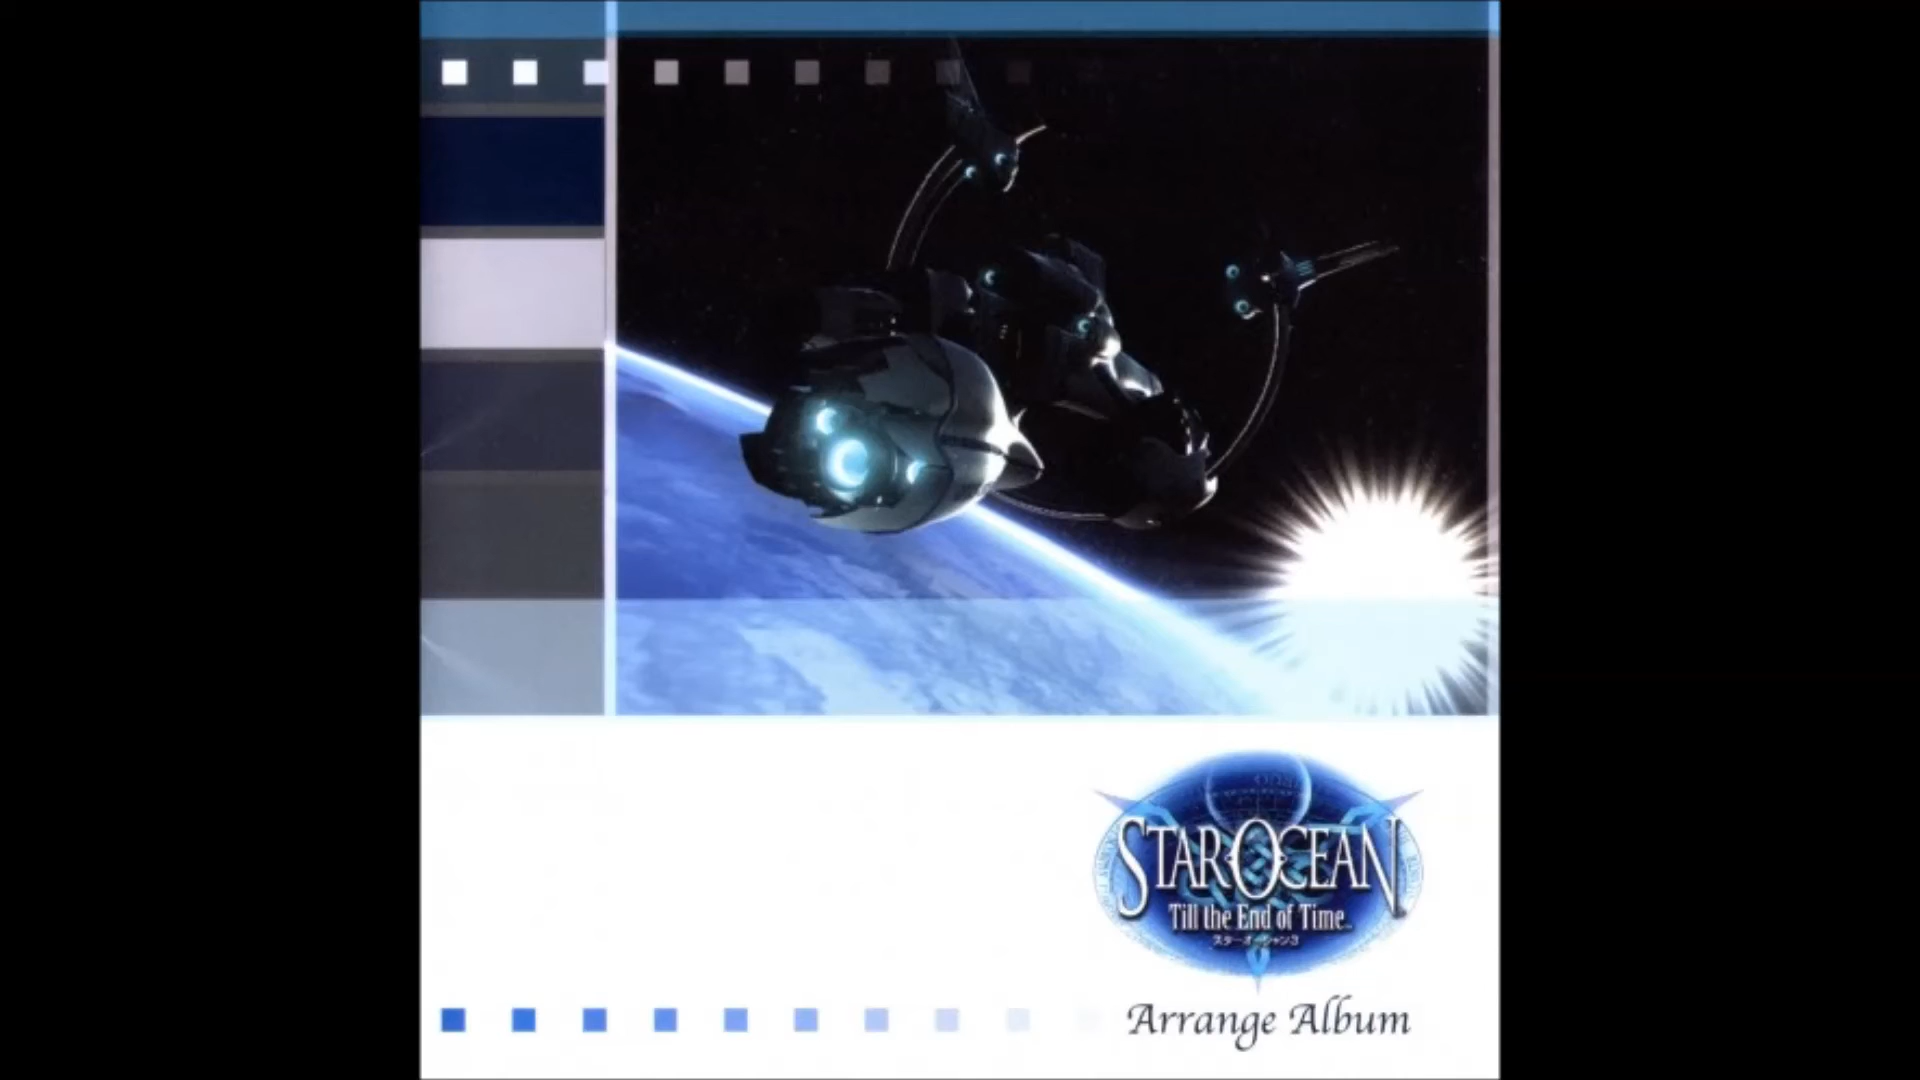 STAR OCEAN
Till the End of Time
スターオーシャン3
Arrange Album